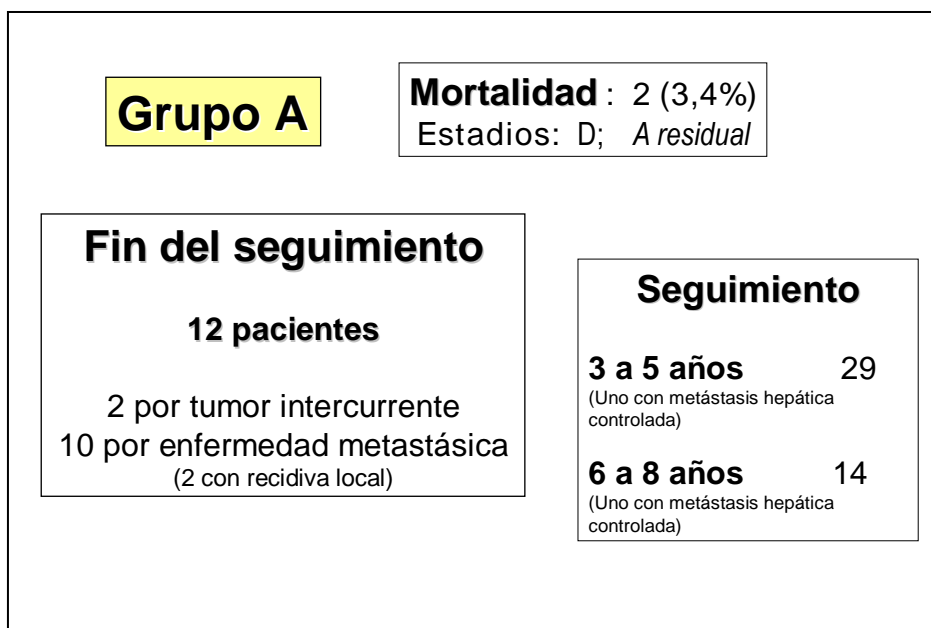 Grupo A
Mortalidad : 2 (3,4%)
Estadios: D; A residual
Fin del seguimiento
12 pacientes
2 por tumor intercurrente
10 por enfermedad metastásica
(2 con recidiva local)
Seguimiento
3 a 5 años 29
(Uno con metástasis hepática
controlada)
6 a 8 años 14
(Uno con metástasis hepática
controlada)